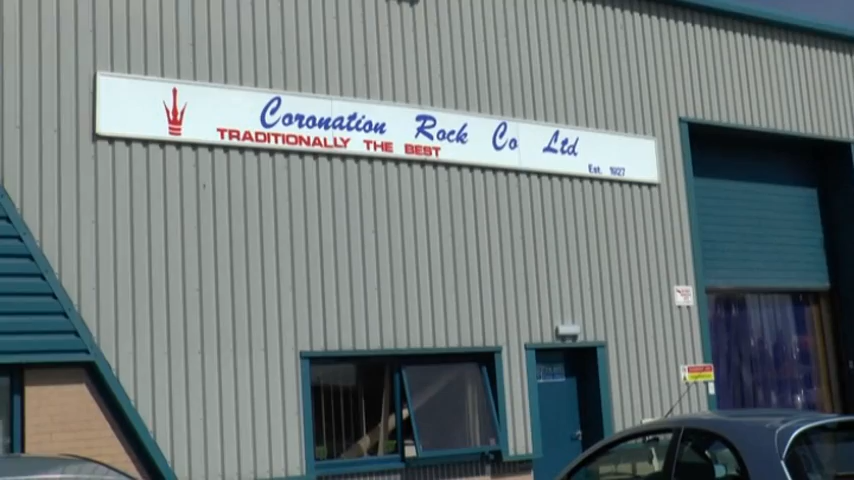 Coronation Rock Co Ltd
TRADITIONALLY THE BEST
Est. 1927